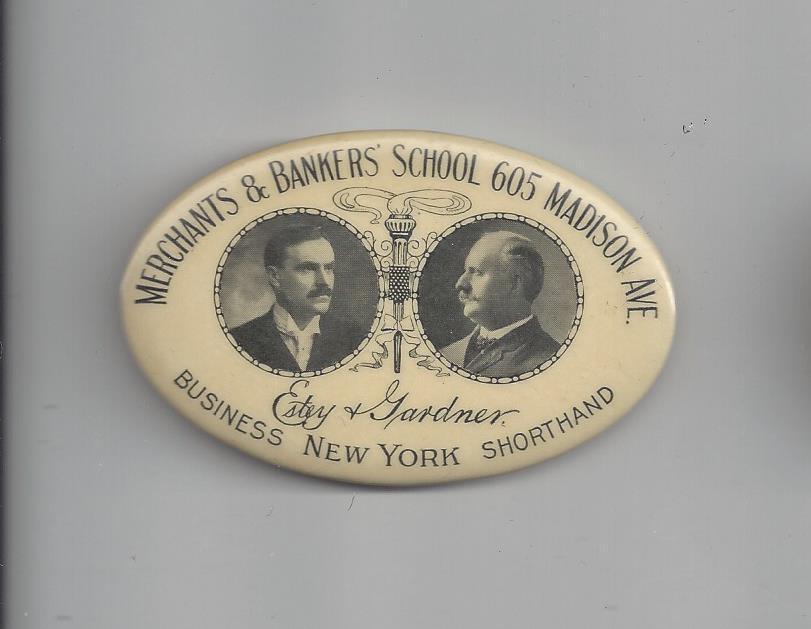 MERCHANTS & BANKERS' SCHOOL 605 MADISON AVE.
Estey & Gardner.
BUSINESS NEW YORK SHORTHAND